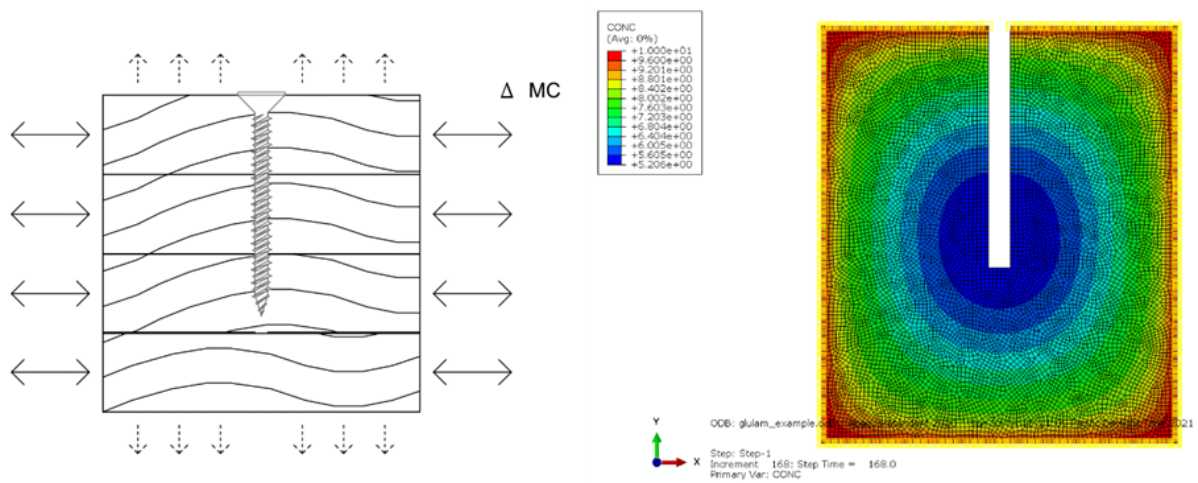 Δ MC
CONC
(Avg: 0%)
+1.000e+01
+9.600e+00
+9.201e+00
+8.801e+00
+8.402e+00
+8.002e+00
+7.603e+00
+7.203e+00
+6.804e+00
+6.404e+00
+6.005e+00
+5.605e+00
+5.206e+00
Y
X
ODB: glulam_example.
2021
Step: Step-1
Increment 168: Step Time = 168.0
Primary Var: CONC